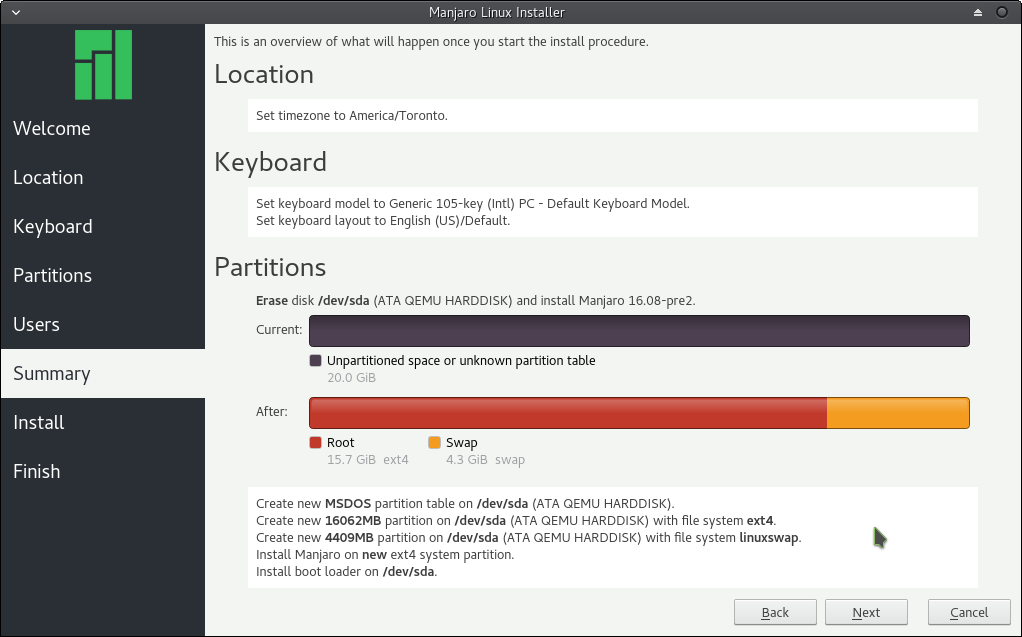 Manjaro Linux Installer
Welcome
Location
Keyboard
Partitions
Users
Summary
Install
Finish
This is an overview of what will happen once you start the install procedure.
Location
Set timezone to America/Toronto.
Keyboard
Set keyboard model to Generic 105-key (Intl) PC - Default Keyboard Model.
Set keyboard layout to English (US)/Default.
Partitions
Erase disk /dev/sda (ATA QEMU HARDDISK) and install Manjaro 16.08-pre2.
Current:
Unpartitioned space or unknown partition table
20.0 GiB
After:
Root Swap
15.7 GiB ext4 4.3 GiB swap
Create new MSDOS partition table on /dev/sda (ATA QEMU HARDDISK).
Create new 16062MB partition on /dev/sda (ATA QEMU HARDDISK) with file system ext4.
Create new 4409MB partition on /dev/sda (ATA QEMU HARDDISK) with file system linuxswap.
Install Manjaro on new ext4 system partition.
Install boot loader on /dev/sda.
Back Next Cancel